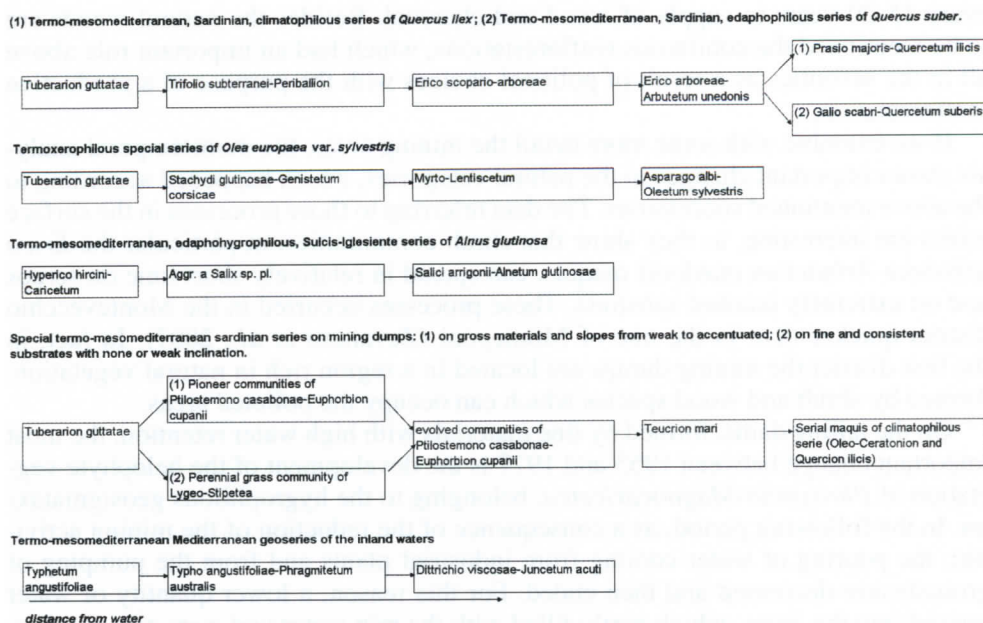 (1) Termo-mesomediterranean, Sardinian, climatophilous series of Quercus ilex; (2) Termo-mesomediterranean, Sardinian, edaphophilous series of Quercus suber.
(1) Prasio majoris-Quercetum ilicis
Tuberarion guttatae
Trifolio subterranei-Periballion
Erico scopario-arboreae
Erico arboreae-
Arbutetum unedonis
(2) Galio scabri-Quercetum suberis
Termoxerophilous special series of Olea europaea var. sylvestris
Tuberarion guttatae
Stachydi glutinosae-Genistetum
corsicae
Myrto-Lentiscetum
Asparago albi-
Oleetum sylvestris
Termo-mesomediterranean, edaphohygrophilous, Sulcis-Iglesiente series of Alnus glutinosa
Hyperico hircini-
Caricetum
Aggr. a Salix sp. pl.
Salici arrigonii-Alnetum glutinosae
Special termo-mesomediterranean sardinian series on mining dumps: (1) on gross materials and slopes from weak to accentuated; (2) on fine and consistent
substrates with none or weak inclination.
(1) Pioneer communities of
Ptilostemono casabonae-Euphorbion
cupanii
Tuberarion guttatae
evolved communities of
Ptilostemono casabonae-
Euphorbion cupanii
Teucrion mari
Serial maquis of climatophilous
serie (Oleo-Ceratonion and
Quercion ilicis)
(2) Perennial grass community of
Lygeo-Stipetea
Termo-mesomediterranean Mediterranean geoseries of the inland waters
Typhetum
angustifoliae
Typho angustifoliae-Phragmitetum
australis
Dittrichio viscosae-Juncetum acuti
distance from water